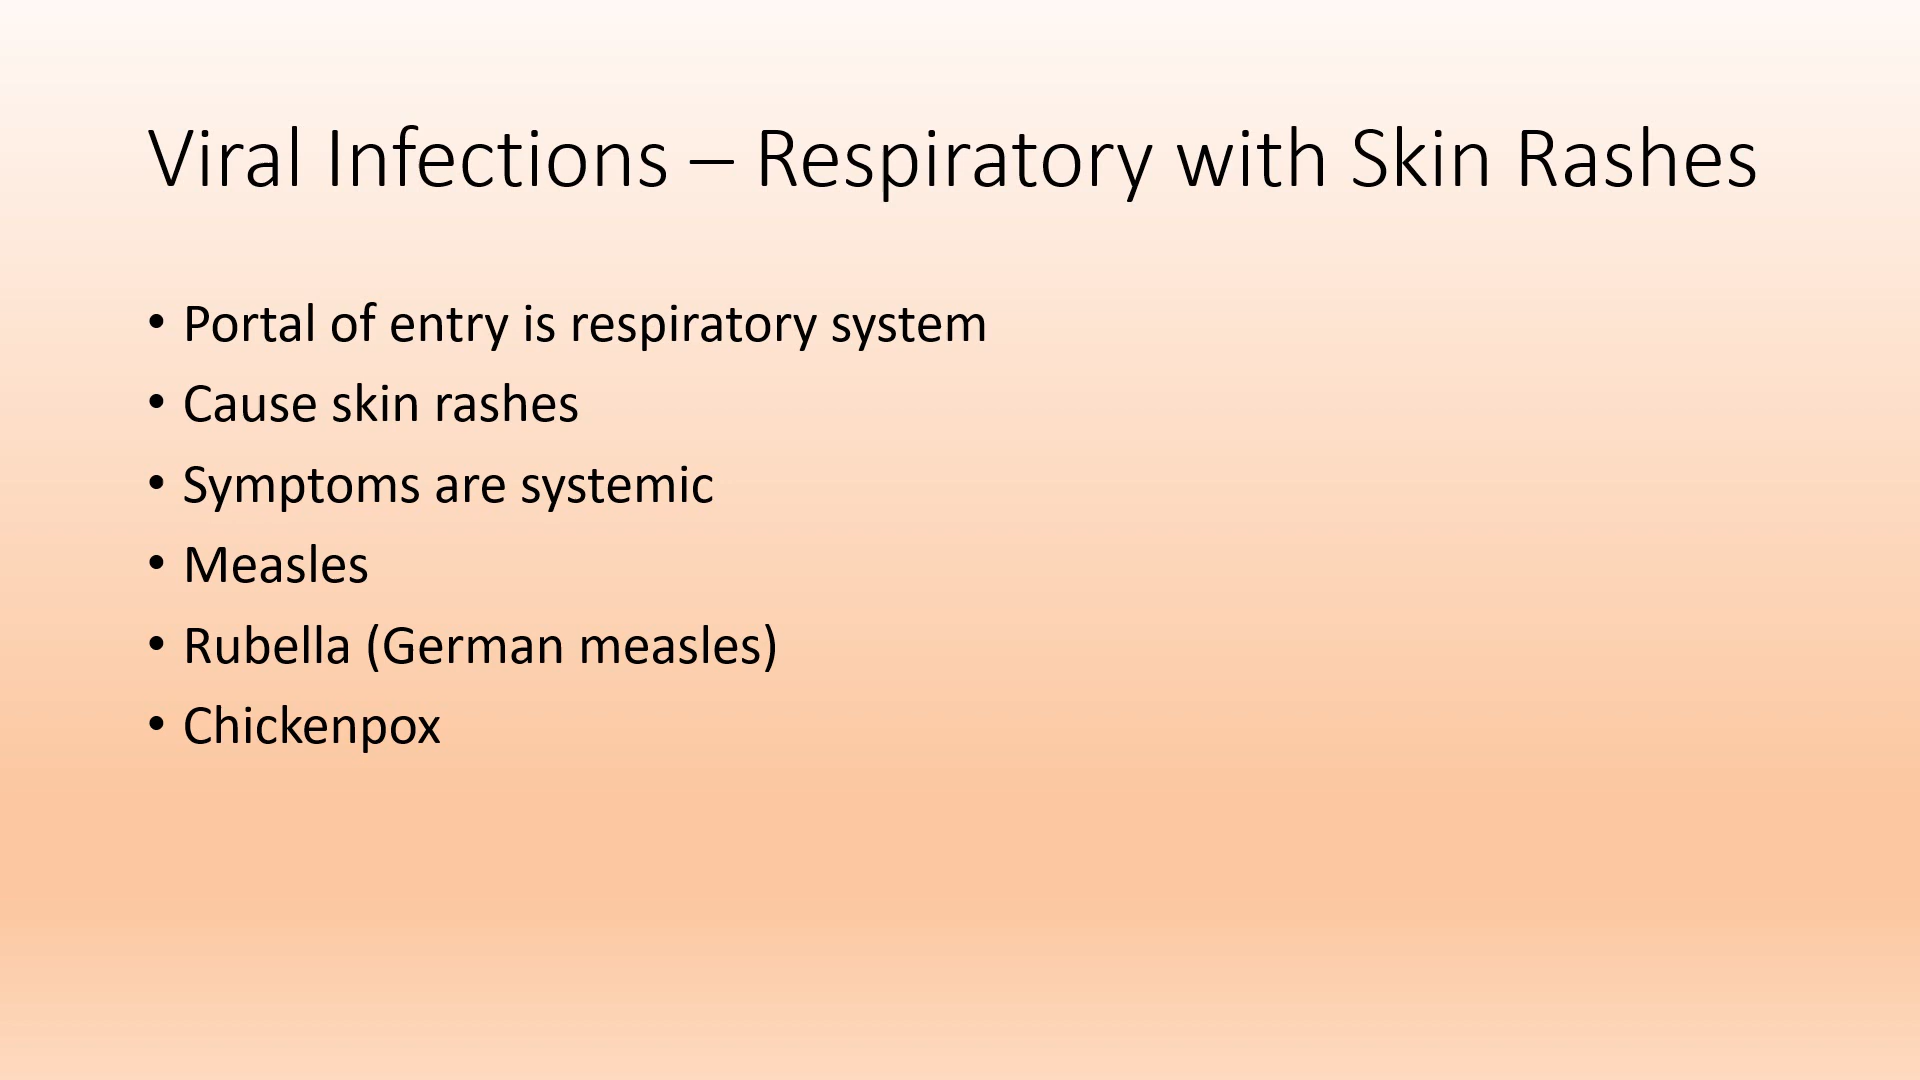 Viral Infections – Respiratory with Skin Rashes
• Portal of entry is respiratory system
• Cause skin rashes
• Symptoms are systemic
• Measles
• Rubella (German measles)
• Chickenpox